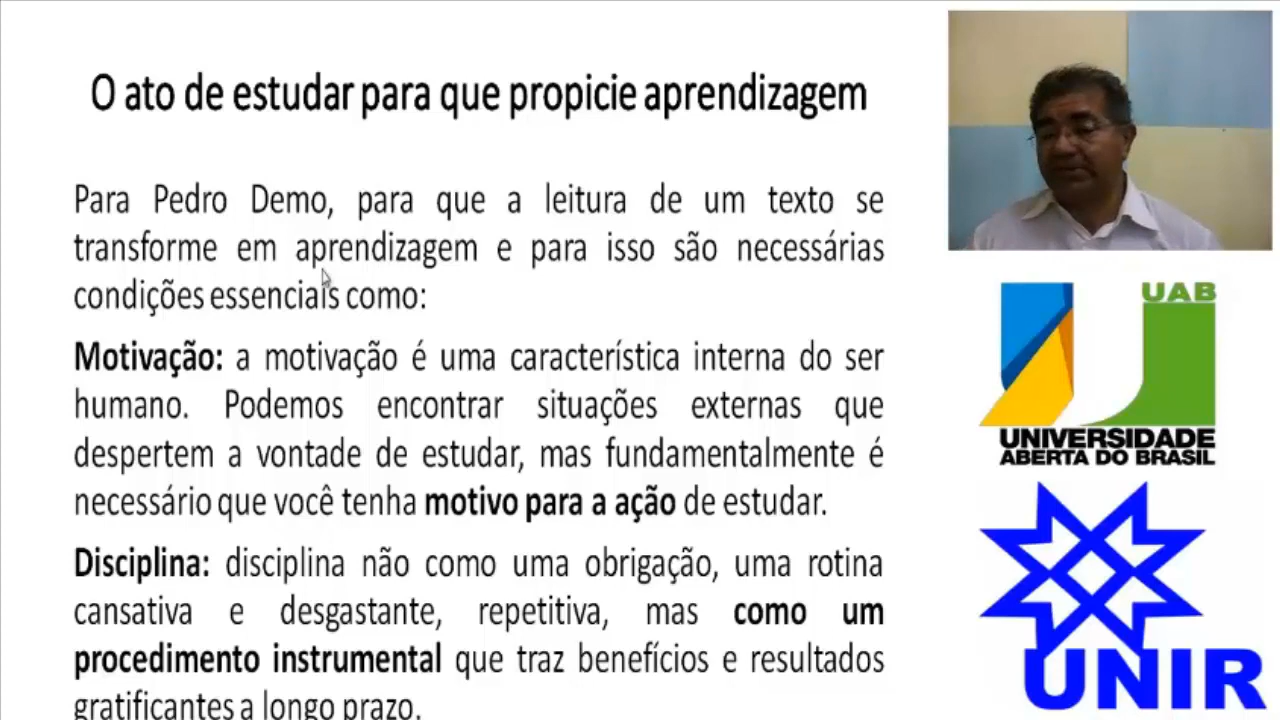 O ato de estudar para que propicie aprendizagem
Para Pedro Demo, para que a leitura de um texto se
transforme em aprendizagem e para isso são necessárias
condições essenciais como:
Motivação: a motivação é uma característica interna do ser
humano. Podemos encontrar situações externas que
despertem a vontade de estudar, mas fundamentalmente é
necessário que você tenha motivo para a ação de estudar.
Disciplina: disciplina não como uma obrigação, uma rotina
cansativa e desgastante, repetitiva, mas como um
procedimento instrumental que traz benefícios e resultados
gratificantes a longo prazo.
UAB
UNIVERSIDADE
ABERTA DO BRASIL
UNIR